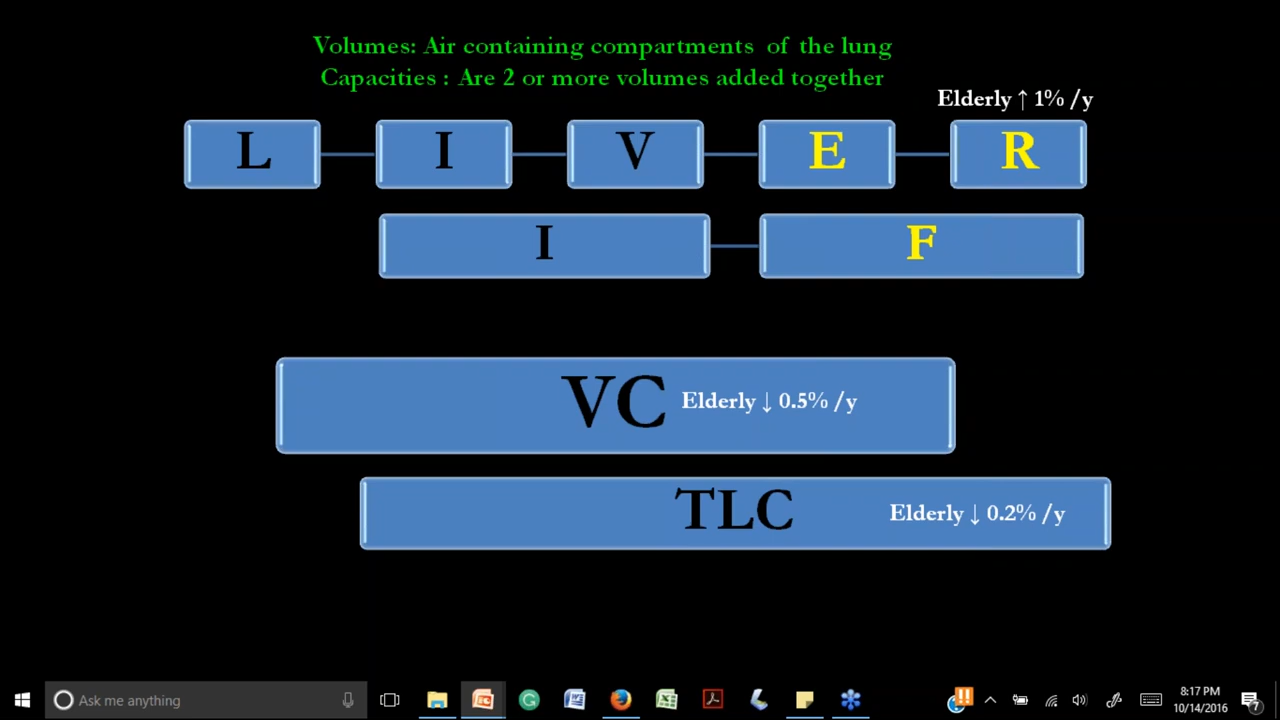 Volumes: Air containing compartments of the lung
Capacities : Are 2 or more volumes added together
Elderly ↑ 1% /y
L I V E R
I F
VC Elderly ↓ 0.5% /y
TLC Elderly ↓ 0.2% /y
Ask me anything
8:17 PM
10/14/2016
7